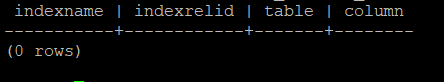 indexname | indexrelid | table | column
-----------+------------+-------+--------
(0 rows)